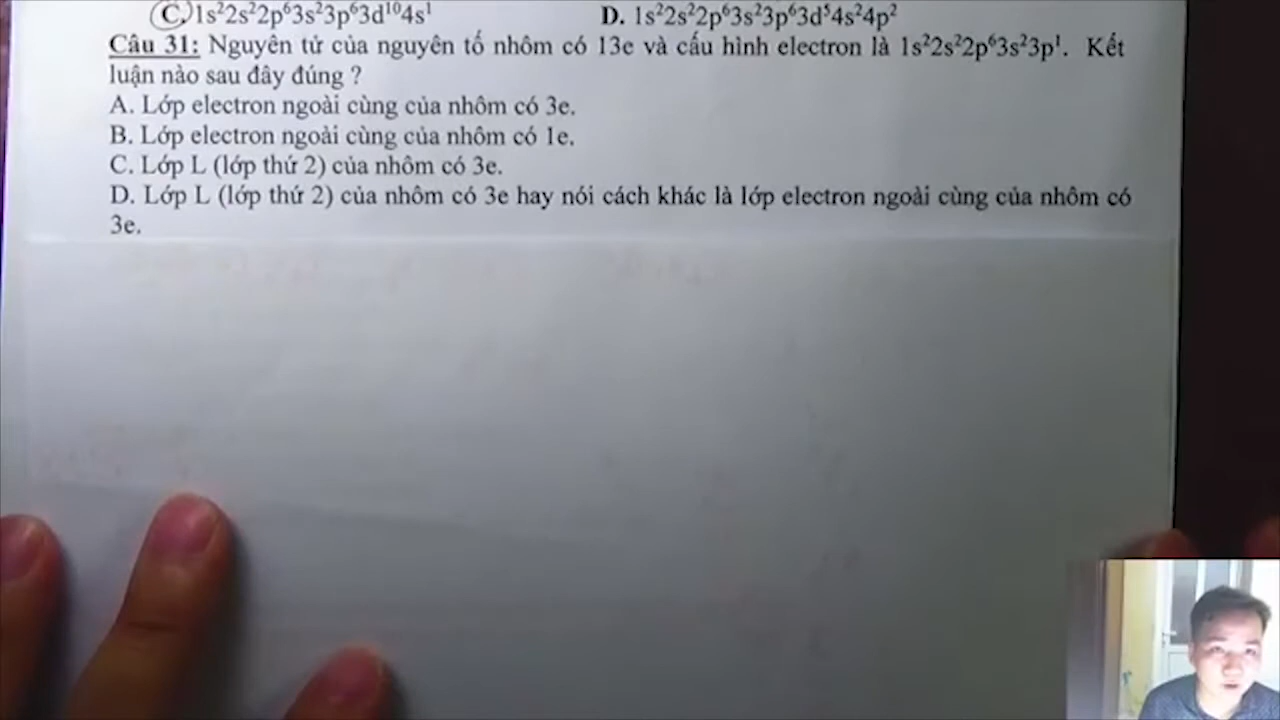 C. 1s²2s²2p⁶3s²3p⁶3d¹⁰4s¹ D. 1s²2s²2p⁶3s²3p⁶3d⁵4s²4p²
Câu 31: Nguyên tử của nguyên tố nhôm có 13e và cấu hình electron là 1s²2s²2p⁶3s²3p¹. Kết
luận nào sau đây đúng ?
A. Lớp electron ngoài cùng của nhôm có 3e.
B. Lớp electron ngoài cùng của nhôm có 1e.
C. Lớp L (lớp thứ 2) của nhôm có 3e.
D. Lớp L (lớp thứ 2) của nhôm có 3e hay nói cách khác là lớp electron ngoài cùng của nhôm có
3e.